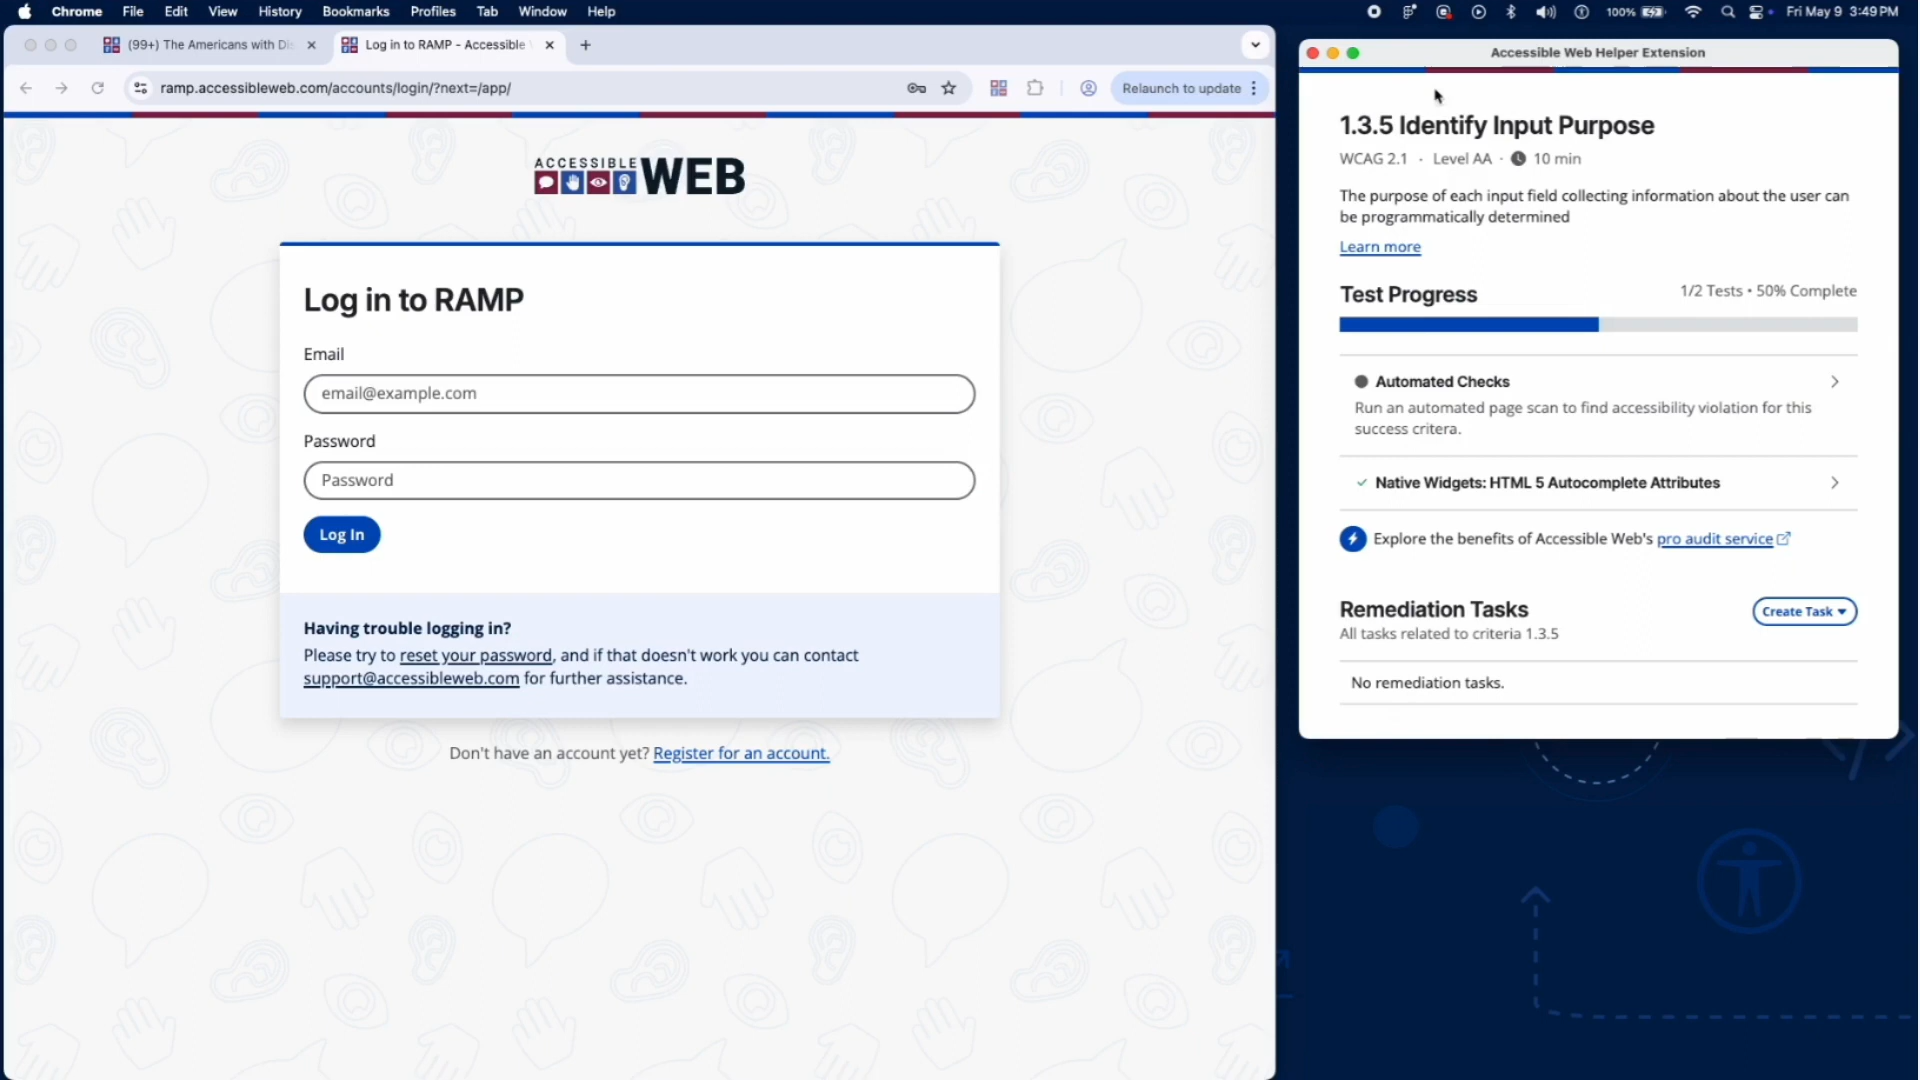 Chrome File Edit View History Bookmarks Profiles Tab Window Help
100% Fri May 9 3:49 PM
(99+) The Americans with Di
Log in to RAMP - Accessible
ramp.accessibleweb.com/accounts/login/?next=/app/
Relaunch to update
ACCESSIBLE WEB
Log in to RAMP
Email
email@example.com
Password
Password
Log In
Having trouble logging in?
Please try to reset your password, and if that doesn't work you can contact
support@accessibleweb.com for further assistance.
Don't have an account yet? Register for an account.
Accessible Web Helper Extension
1.3.5 Identify Input Purpose
WCAG 2.1 · Level AA · 10 min
The purpose of each input field collecting information about the user can
be programmatically determined
Learn more
Test Progress
1/2 Tests • 50% Complete
Automated Checks
Run an automated page scan to find accessibility violation for this
success critera.
Native Widgets: HTML 5 Autocomplete Attributes
Explore the benefits of Accessible Web's pro audit service
Remediation Tasks
Create Task
All tasks related to criteria 1.3.5
No remediation tasks.